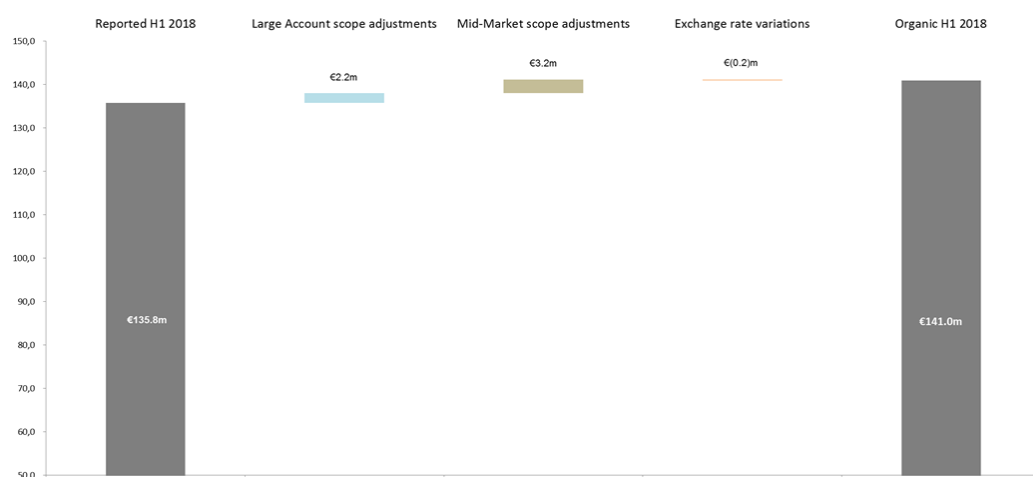 Reported H1 2018
Large Account scope adjustments
Mid-Market scope adjustments
Exchange rate variations
Organic H1 2018
150,0
140,0
130,0
120,0
110,0
100,0
90,0
80,0
70,0
60,0
50,0
€2.2m
€3.2m
€(0.2)m
€135.8m
€141.0m